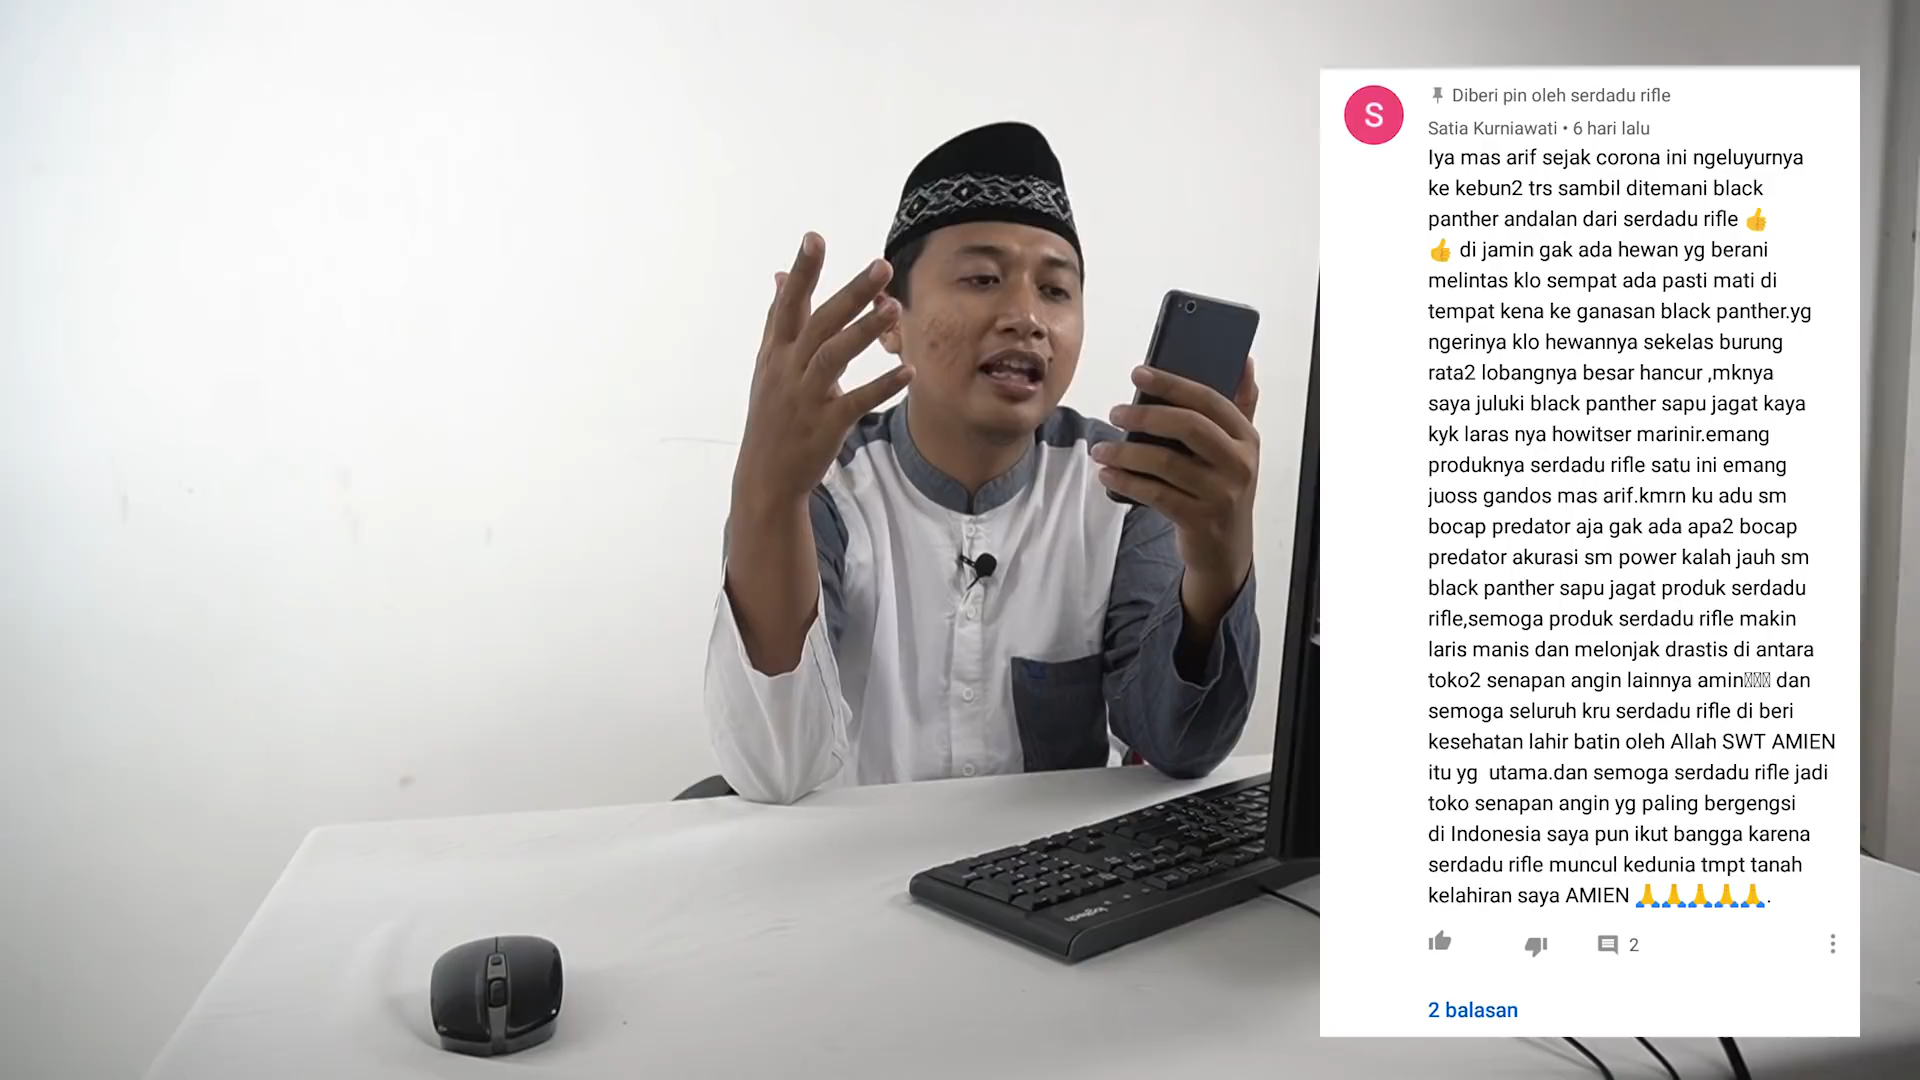 S
Diberi pin oleh serdadu rifle
Satia Kurniawati • 6 hari lalu
Iya mas arif sejak corona ini ngeluyurnya
ke kebun2 trs sambil ditemani black
panther andalan dari serdadu rifle 👍
👍 di jamin gak ada hewan yg berani
melintas klo sempat ada pasti mati di
tempat kena ke ganasan black panther.yg
ngerinya klo hewannya sekelas burung
rata2 lobangnya besar hancur ,mknya
saya juluki black panther sapu jagat kaya
kyk laras nya howitser marinir.emang
produknya serdadu rifle satu ini emang
juoss gandos mas arif.kmrn ku adu sm
bocap predator aja gak ada apa2 bocap
predator akurasi sm power kalah jauh sm
black panther sapu jagat produk serdadu
rifle,semoga produk serdadu rifle makin
laris manis dan melonjak drastis di antara
toko2 senapan angin lainnya amin dan
semoga seluruh kru serdadu rifle di beri
kesehatan lahir batin oleh Allah SWT AMIEN
itu yg  utama.dan semoga serdadu rifle jadi
toko senapan angin yg paling bergengsi
di Indonesia saya pun ikut bangga karena
serdadu rifle muncul kedunia tmpt tanah
kelahiran saya AMIEN 🙏🙏🙏🙏🙏.
2
2 balasan
logitech